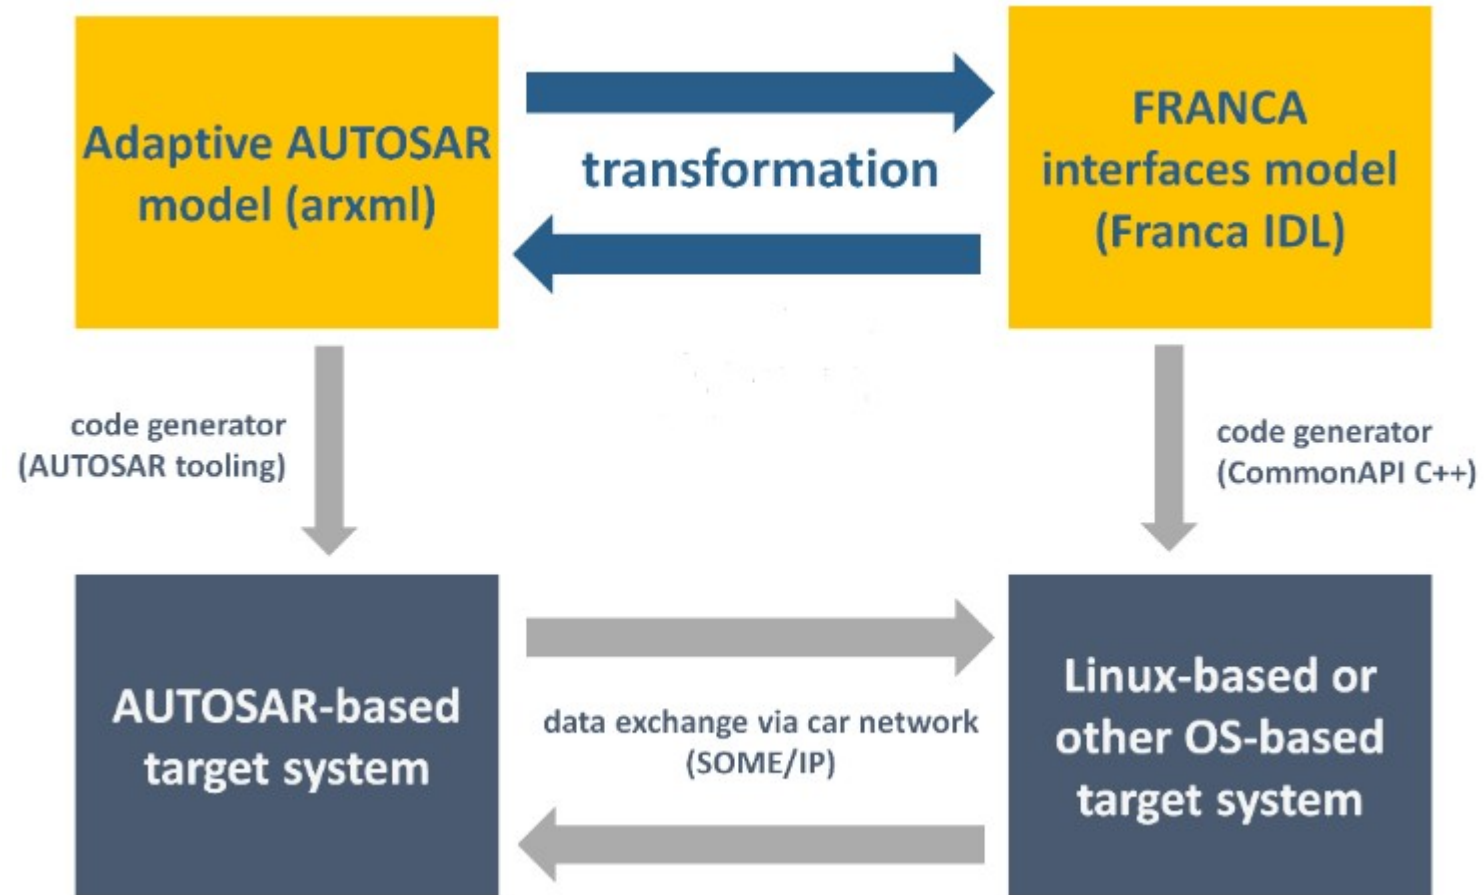 Adaptive AUTOSAR
model (arxml)
transformation
FRANCA
interfaces model
(Franca IDL)
code generator
(AUTOSAR tooling)
code generator
(CommonAPI C++)
AUTOSAR-based
target system
data exchange via car network
(SOME/IP)
Linux-based or
other OS-based
target system